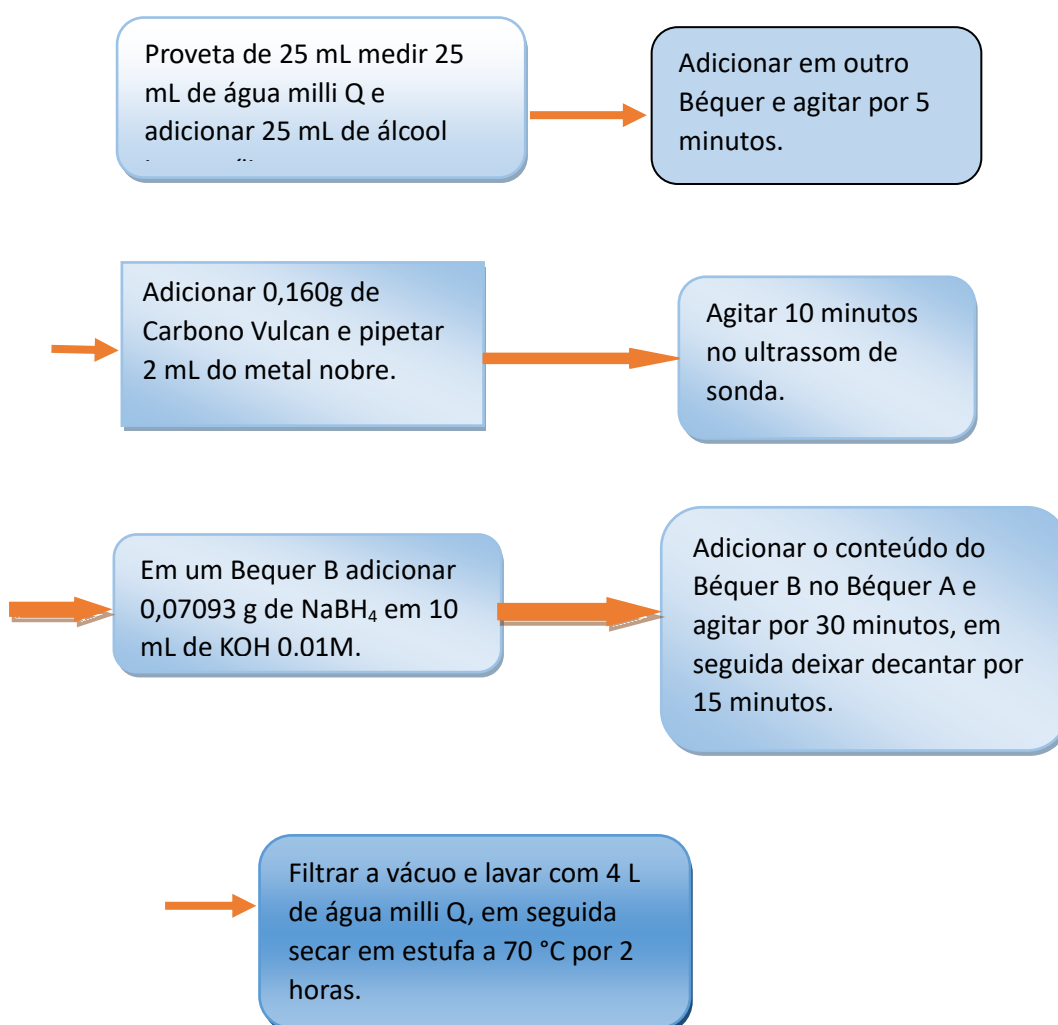 Proveta de 25 mL medir 25
mL de água milli Q e
adicionar 25 mL de álcool
Adicionar em outro
Béquer e agitar por 5
minutos.
Adicionar 0,160g de
Carbono Vulcan e pipetar
2 mL do metal nobre.
Agitar 10 minutos
no ultrassom de
sonda.
Em um Bequer B adicionar
0,07093 g de NaBH₄ em 10
mL de KOH 0.01M.
Adicionar o conteúdo do
Béquer B no Béquer A e
agitar por 30 minutos, em
seguida deixar decantar por
15 minutos.
Filtrar a vácuo e lavar com 4 L
de água milli Q, em seguida
secar em estufa a 70 °C por 2
horas.